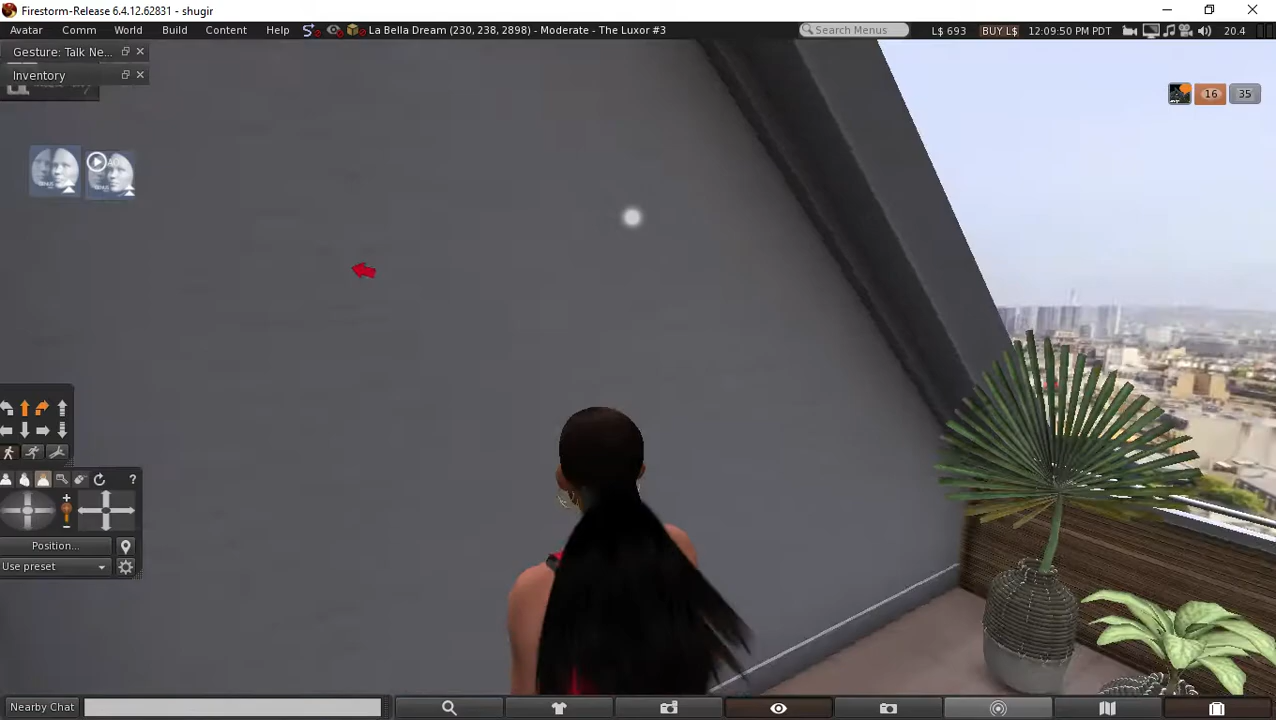 Firestorm-Release 6.4.12.62831 - shugir
Avatar Comm World Build Content Help La Bella Dream (230, 238, 2898) - Moderate - The Luxor #3 Search Menus L$ 693 BUY L$ 12:09:50 PM PDT 20.4
Gesture: Talk Ne...
Inventory
16 35
?
Position...
Use preset
Nearby Chat